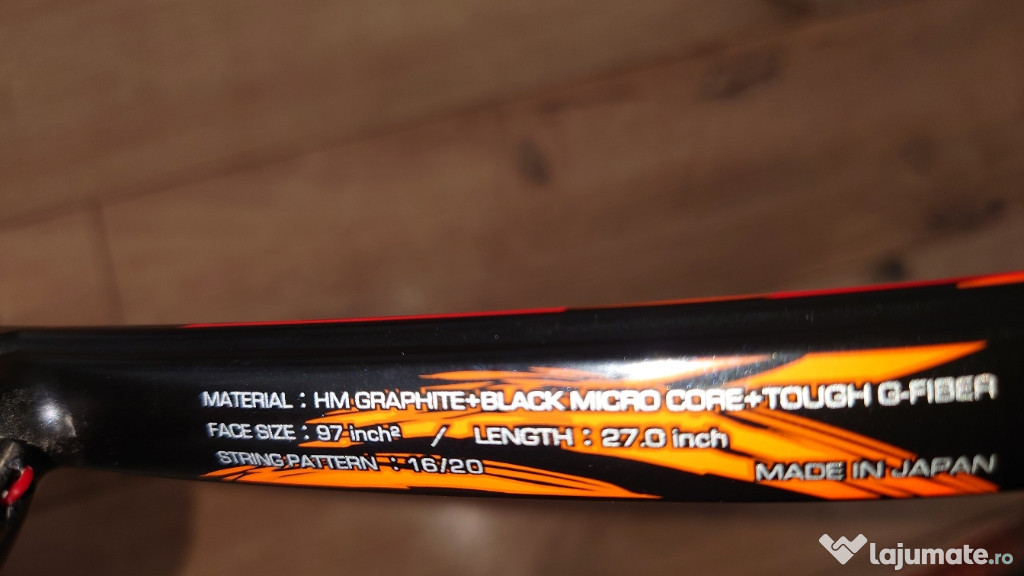 MATERIAL : HM GRAPHITE+BLACK MICRO CORE+TOUGH G-FIBER
FACE SIZE : 97 inch² / LENGTH : 27.0 inch
STRING PATTERN : 16/20
MADE IN JAPAN
lajumate.ro